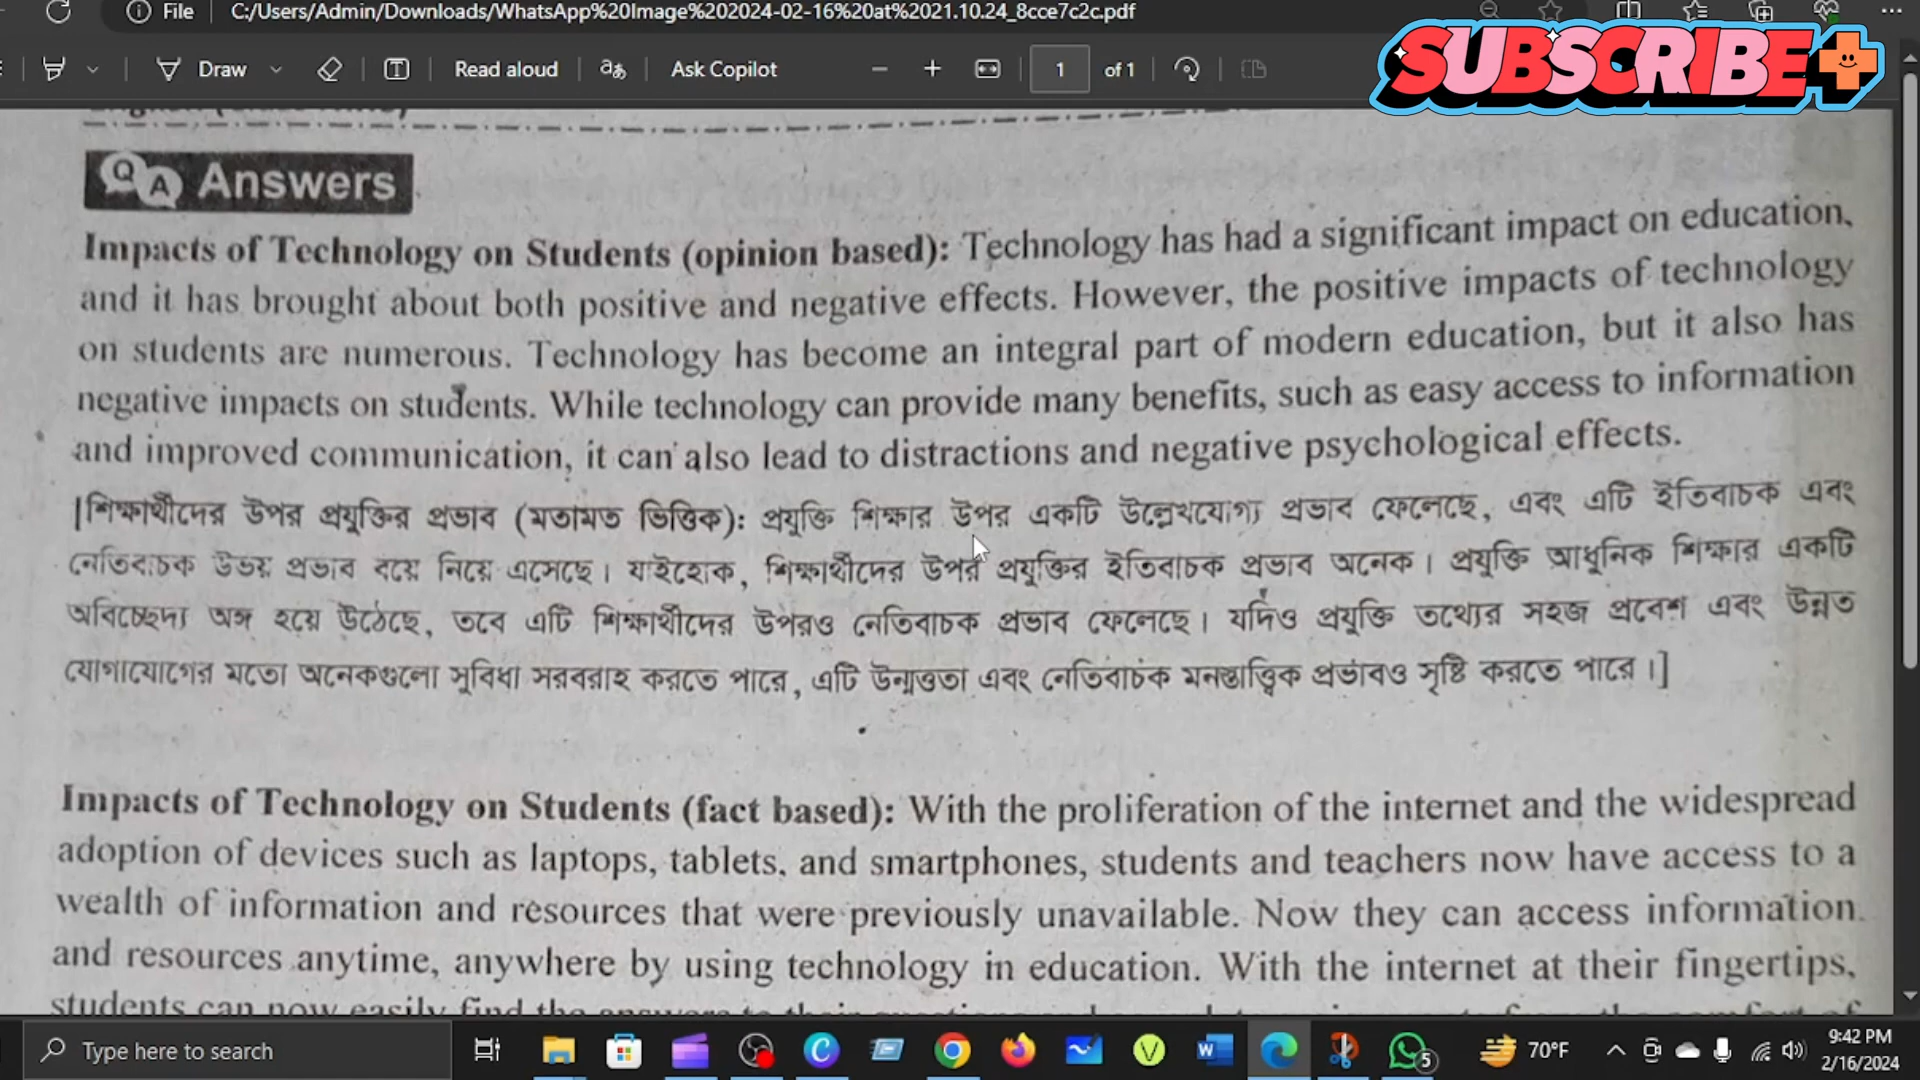 File
C:/Users/Admin/Downloads/WhatsApp%20Image%202024-02-16%20at%2021.10.24_8cce7c2c.pdf
Draw
Read aloud
Ask Copilot
1 of 1
SUBSCRIBE
QA Answers
Impacts of Technology on Students (opinion based): Technology has had a significant impact on education,
and it has brought about both positive and negative effects. However, the positive impacts of technology
on students are numerous. Technology has become an integral part of modern education, but it also has
negative impacts on students. While technology can provide many benefits, such as easy access to information
and improved communication, it can also lead to distractions and negative psychological effects.
[শিক্ষার্থীদের উপর প্রযুক্তির প্রভাব (মতামত ভিত্তিক): প্রযুক্তি শিক্ষার উপর একটি উল্লেখযোগ্য প্রভাব ফেলেছে, এবং এটি ইতিবাচক এবং
নেতিবাচক উভয় প্রভাব বয়ে নিয়ে এসেছে। যাইহোক, শিক্ষার্থীদের উপর প্রযুক্তির ইতিবাচক প্রভাব অনেক। প্রযুক্তি আধুনিক শিক্ষার একটি
অবিচ্ছেদ্য অঙ্গ হয়ে উঠেছে, তবে এটি শিক্ষার্থীদের উপরও নেতিবাচক প্রভাব ফেলেছে। যদিও প্রযুক্তি তথ্যের সহজ প্রবেশ এবং উন্নত
যোগাযোগের মতো অনেকগুলো সুবিধা সরবরাহ করতে পারে, এটি উন্মত্ততা এবং নেতিবাচক মনস্তাত্ত্বিক প্রভাবও সৃষ্টি করতে পারে।]
Impacts of Technology on Students (fact based): With the proliferation of the internet and the widespread
adoption of devices such as laptops, tablets, and smartphones, students and teachers now have access to a
wealth of information and resources that were previously unavailable. Now they can access information
and resources anytime, anywhere by using technology in education. With the internet at their fingertips,
students can now easily find the answers to their questions
Type here to search
5
70°F
9:42 PM
2/16/2024